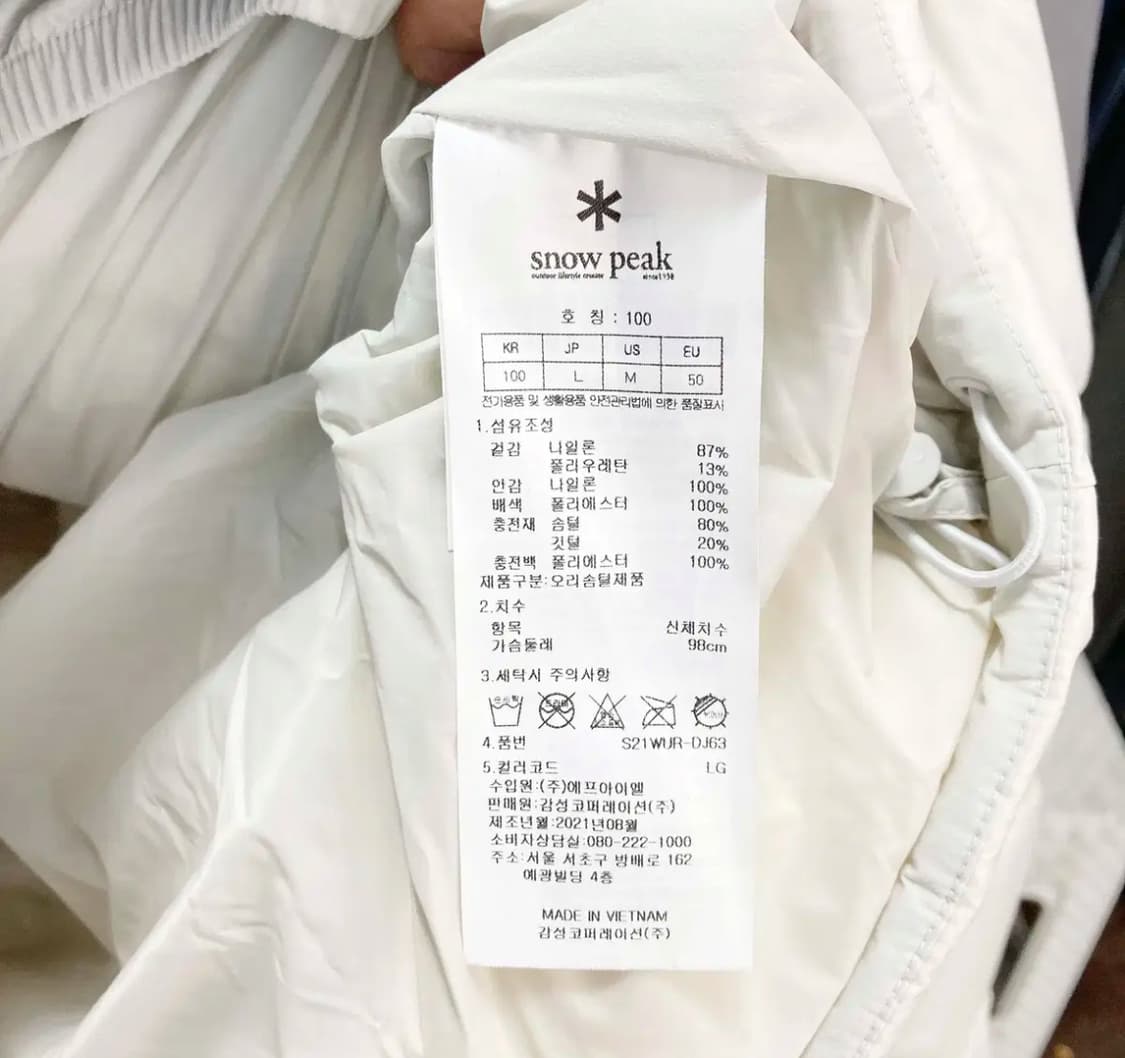 snow peak
outdoor lifestyle creator since1958
호 칭 : 100
KR JP US EU
100 L M 50
전기용품 및 생활용품 안전관리법에 의한 품질표시
1.섬유조성
겉감 나일론 87%
폴리우레탄 13%
안감 나일론 100%
배색 폴리에스터 100%
충전재 솜털 80%
깃털 20%
충전백 폴리에스터 100%
제품구분:오리솜털제품
2.치수
항목 신체치수
가슴둘레 98cm
3.세탁시 주의사항
손세탁 드라이
4.품번 S21WUR-DJ63
5.컬러코드 LG
수입원:(주)에프아이엘
판매원:감성코퍼레이션(주)
제조년월:2021년08월
소비자상담실:080-222-1000
주소:서울 서초구 방배로 162
예광빌딩 4층
MADE IN VIETNAM
감성코퍼레이션(주)